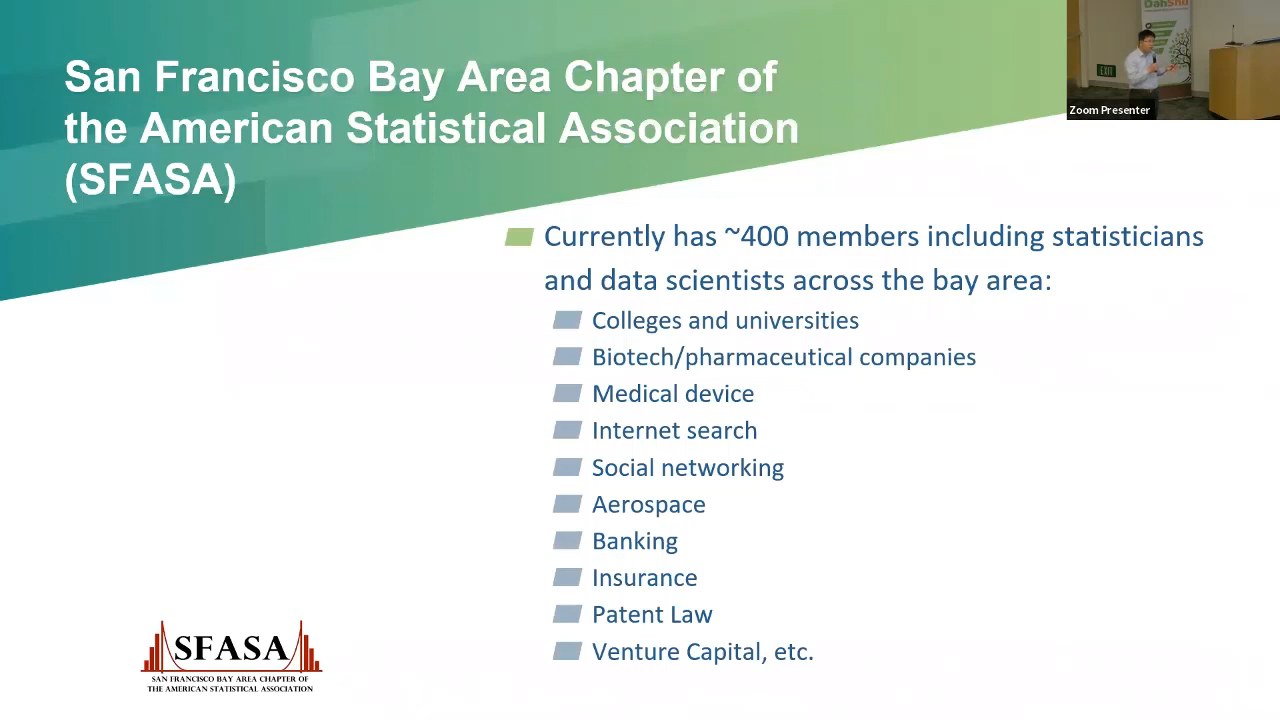 San Francisco Bay Area Chapter of
the American Statistical Association
(SFASA)
DahShu
EXIT
Zoom Presenter
Currently has ~400 members including statisticians
and data scientists across the bay area:
Colleges and universities
Biotech/pharmaceutical companies
Medical device
Internet search
Social networking
Aerospace
Banking
Insurance
Patent Law
Venture Capital, etc.
SFASA
SAN FRANCISCO BAY AREA CHAPTER OF
THE AMERICAN STATISTICAL ASSOCIATION